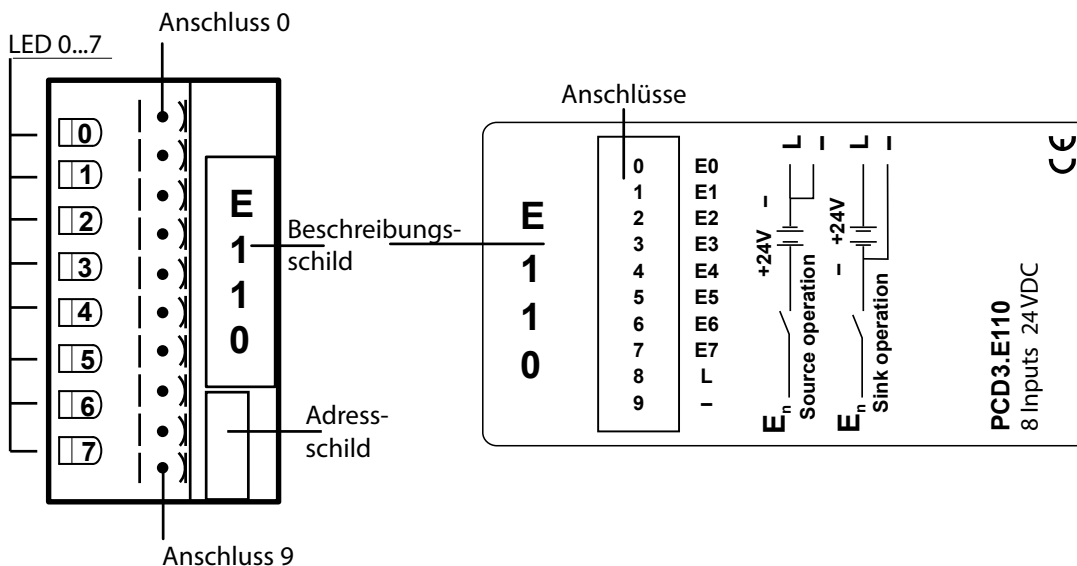 Anschluss 0
LED 0...7
0
1
2
3
4
5
6
7
E
1
1
0
Beschreibungs-
schild
Adress-
schild
Anschluss 9
Anschlüsse
E
1
1
0
0 E0
1 E1
2 E2
3 E3
4 E4
5 E5
6 E6
7 E7
8 L
9 –
L –
+24V –
En
Source operation
L –
– +24V
En
Sink operation
PCD3.E110
8 Inputs 24 VDC
CE